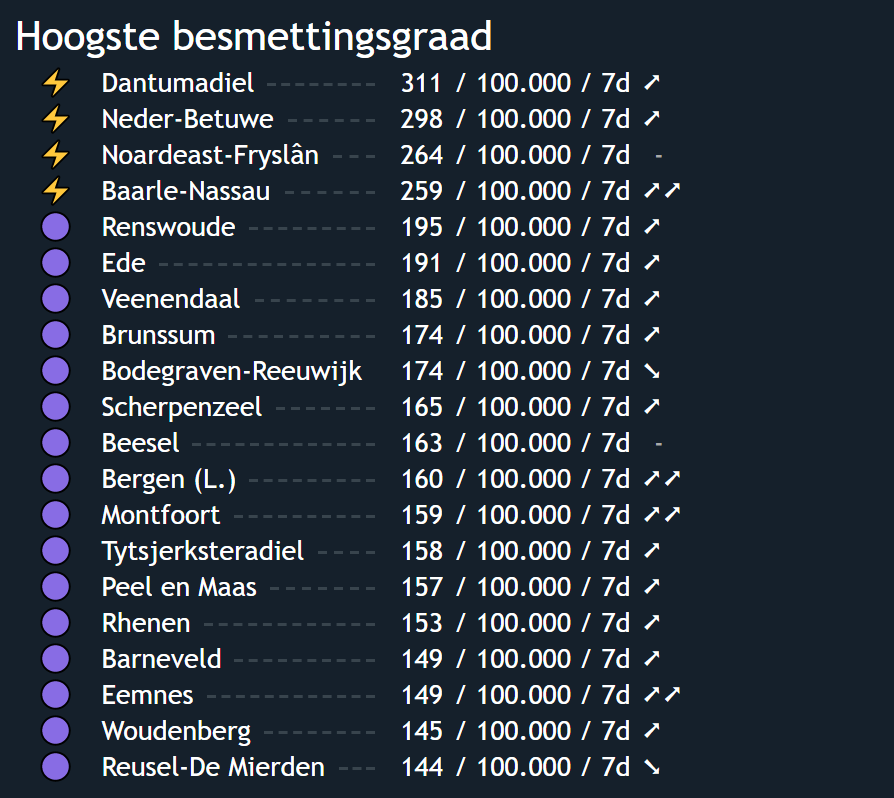 Hoogste besmettingsgraad
⚡ Dantumadiel -------- 311 / 100.000 / 7d ➚
⚡ Neder-Betuwe ------ 298 / 100.000 / 7d ➚
⚡ Noardeast-Fryslân --- 264 / 100.000 / 7d -
⚡ Baarle-Nassau ------ 259 / 100.000 / 7d ➚➚
🟣 Renswoude -------- 195 / 100.000 / 7d ➚
🟣 Ede -------------- 191 / 100.000 / 7d ➚
🟣 Veenendaal -------- 185 / 100.000 / 7d ➚
🟣 Brunssum --------- 174 / 100.000 / 7d ➚
🟣 Bodegraven-Reeuwijk 174 / 100.000 / 7d ➘
🟣 Scherpenzeel ------ 165 / 100.000 / 7d ➚
🟣 Beesel ------------ 163 / 100.000 / 7d -
🟣 Bergen (L.) -------- 160 / 100.000 / 7d ➚➚
🟣 Montfoort --------- 159 / 100.000 / 7d ➚➚
🟣 Tytsjerksteradiel ---- 158 / 100.000 / 7d ➚
🟣 Peel en Maas ------ 157 / 100.000 / 7d ➚
🟣 Rhenen ----------- 153 / 100.000 / 7d ➚
🟣 Barneveld --------- 149 / 100.000 / 7d ➚
🟣 Eemnes ----------- 149 / 100.000 / 7d ➚➚
🟣 Woudenberg ------- 145 / 100.000 / 7d ➚
🟣 Reusel-De Mierden --- 144 / 100.000 / 7d ➘